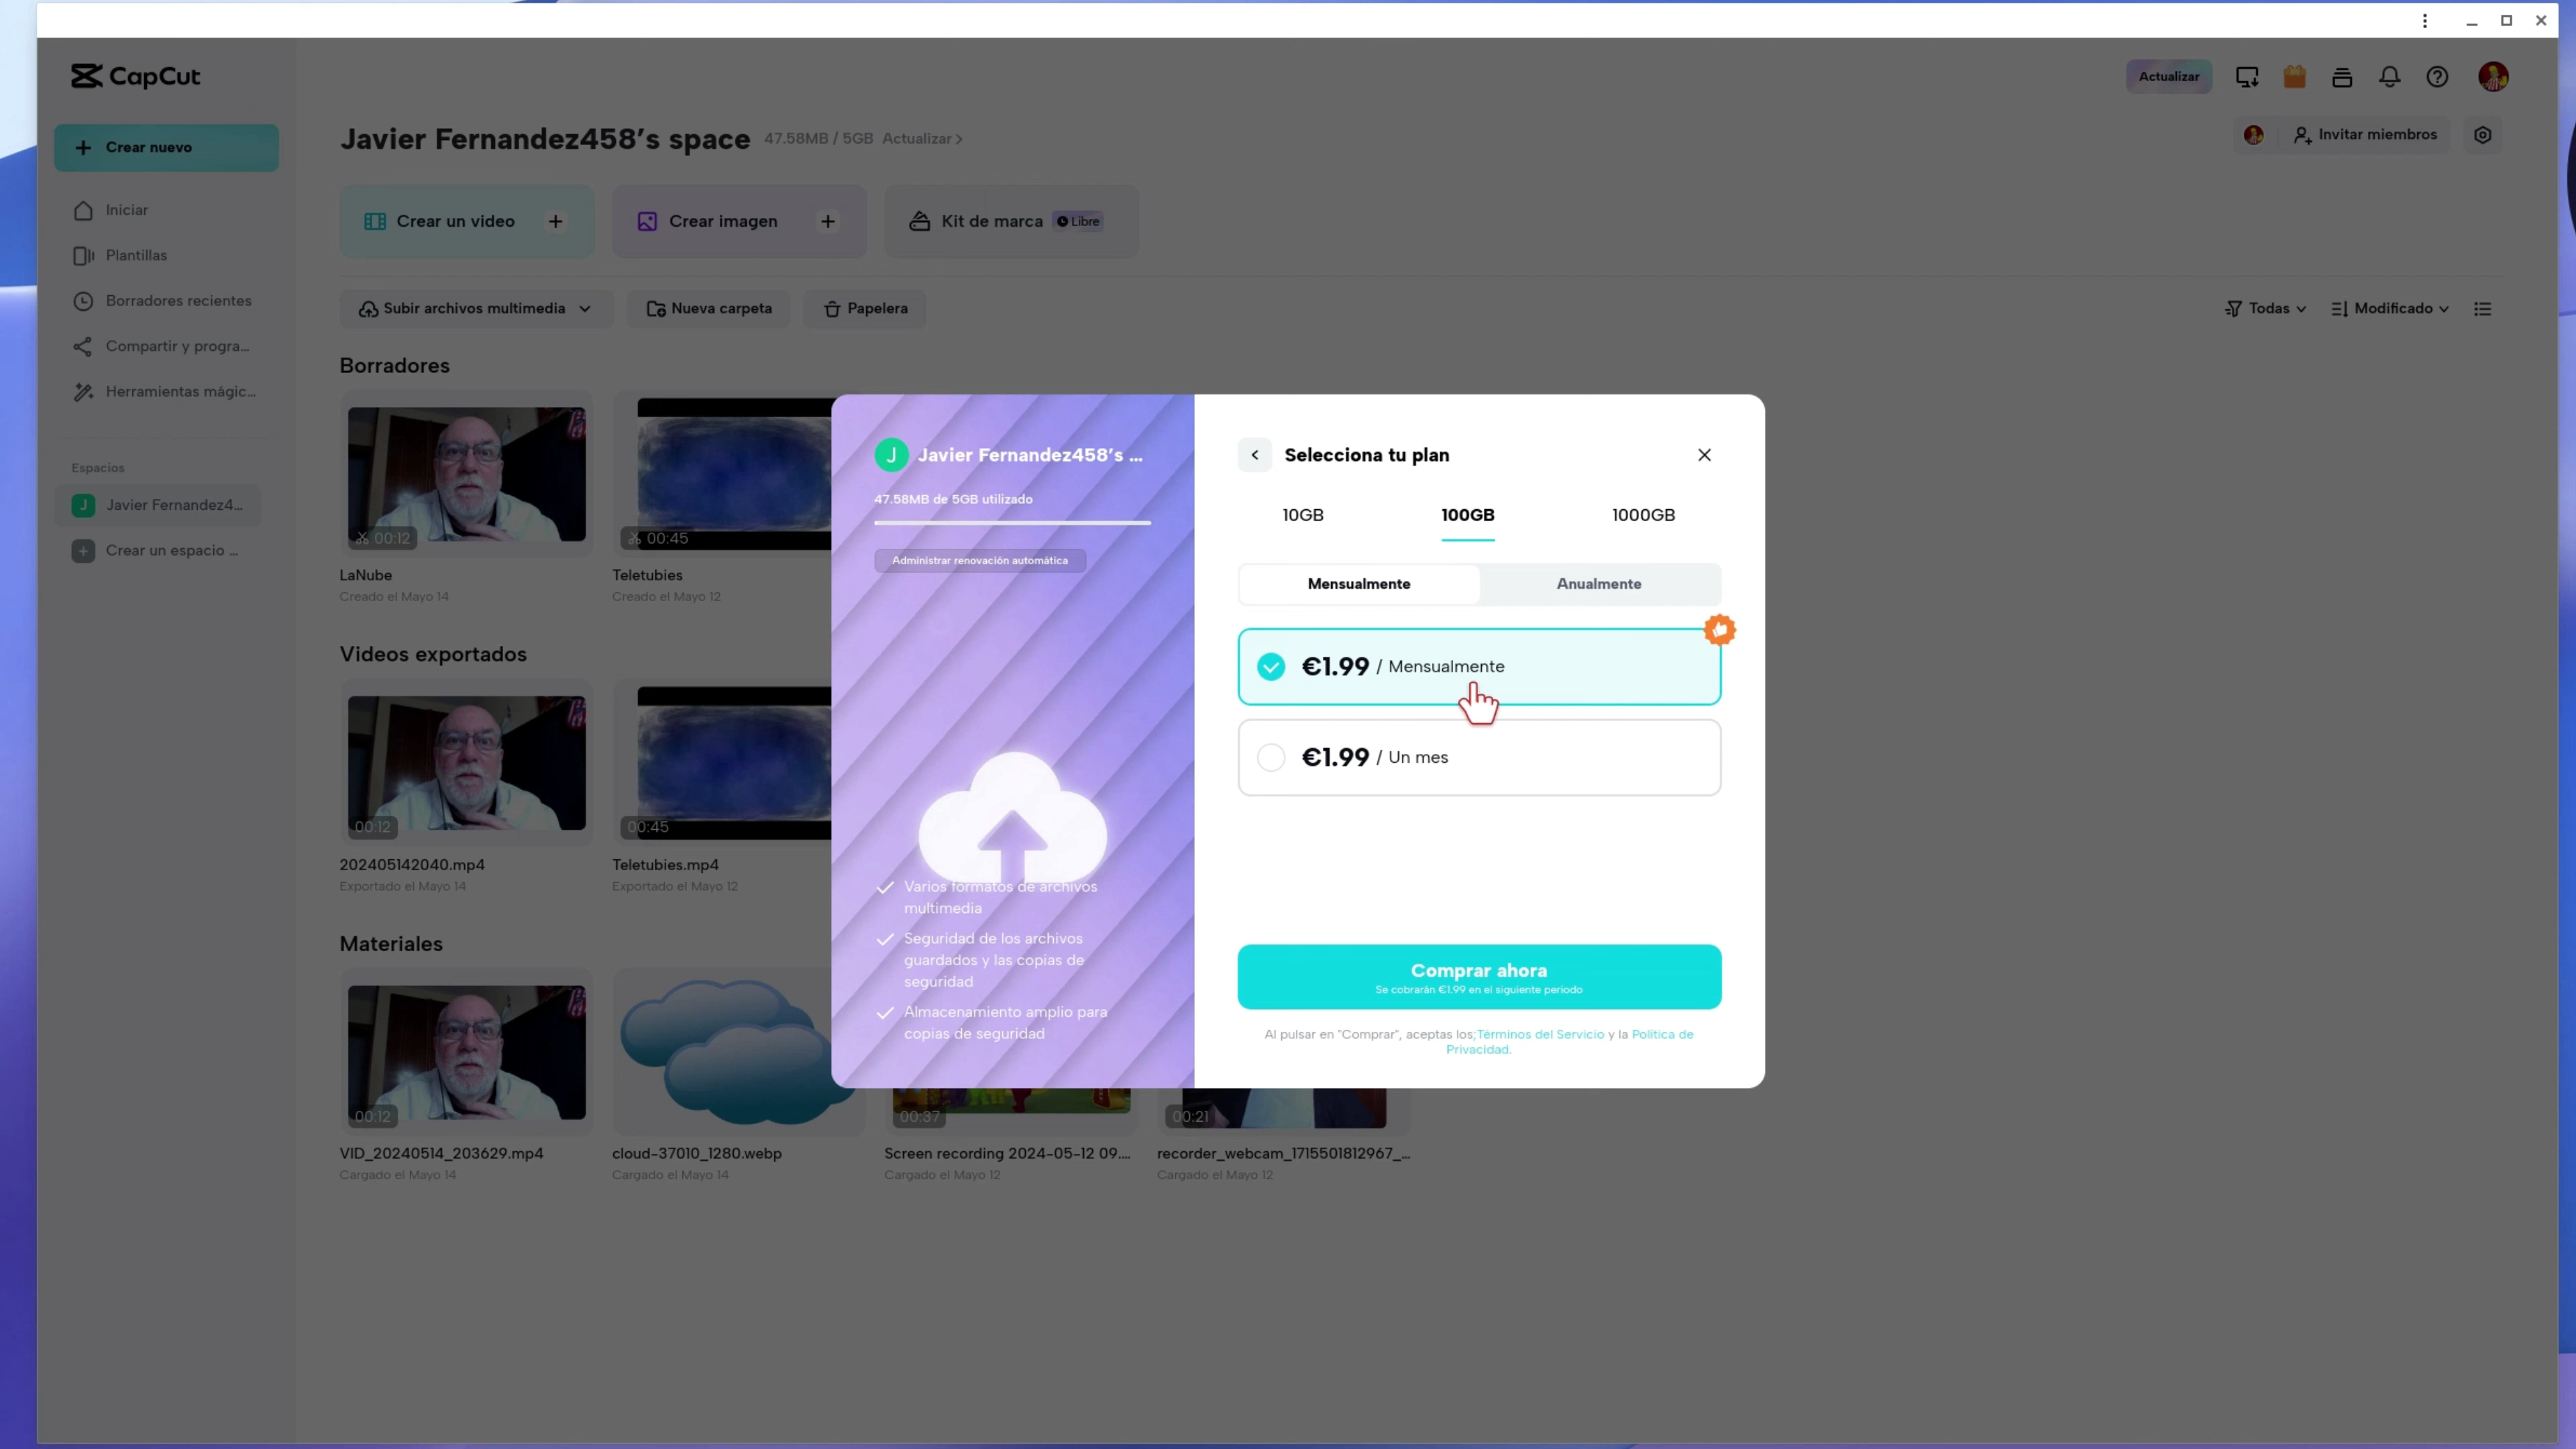 CapCut
Actualizar
Crear nuevo
Javier Fernandez458's space 47.58MB / 5GB Actualizar
Invitar miembros
Iniciar
Plantillas
Borradores recientes
Compartir y progra...
Herramientas mágic...
Espacios
J Javier Fernandez4...
Crear un espacio ...
Crear un video
Crear imagen
Kit de marca Libre
Subir archivos multimedia
Nueva carpeta
Papelera
Todas
Modificado
Borradores
00:12
00:45
LaNube
Teletubies
Creado el Mayo 14
Creado el Mayo 12
Videos exportados
00:12
00:45
202405142040.mp4
Teletubies.mp4
Exportado el Mayo 14
Exportado el Mayo 12
Materiales
00:12
00:37
00:21
VID_20240514_203629.mp4
cloud-37010_1280.webp
Screen recording 2024-05-12 09....
recorder_webcam_1715501812967_...
Cargado el Mayo 14
Cargado el Mayo 14
Cargado el Mayo 12
Cargado el Mayo 12
J Javier Fernandez458's ...
47.58MB de 5GB utilizado
Administrar renovación automática
Varios formatos de archivos
multimedia
Seguridad de los archivos
guardados y las copias de
seguridad
Almacenamiento amplio para
copias de seguridad
Selecciona tu plan
10GB
100GB
1000GB
Mensualmente
Anualmente
€1.99 / Mensualmente
€1.99 / Un mes
Comprar ahora
Se cobrarán €1.99 en el siguiente periodo
Al pulsar en "Comprar", aceptas los;Términos del Servicio y la Política de
Privacidad.